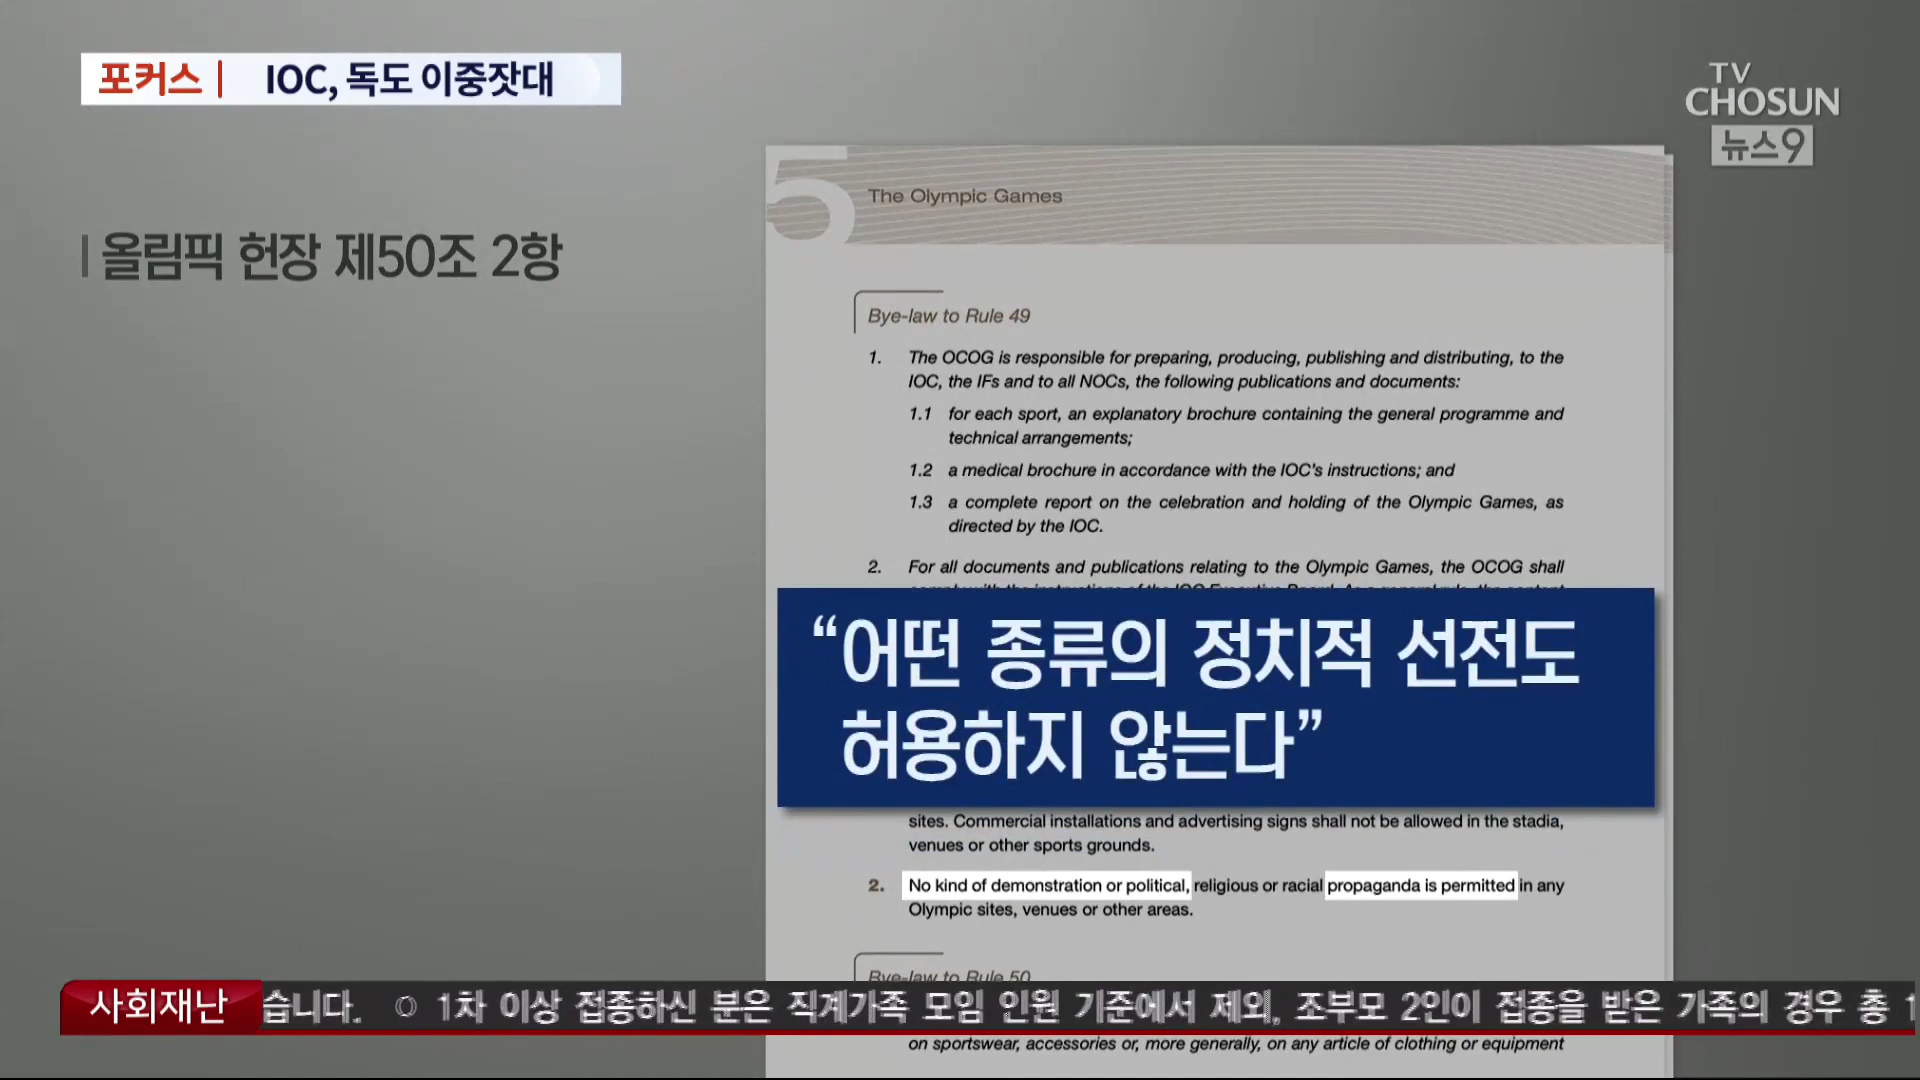 포커스 | IOC, 독도 이중잣대
TV
CHOSUN
뉴스9
올림픽 헌장 제50조 2항
5 The Olympic Games
Bye-law to Rule 49
1. The OCOG is responsible for preparing, producing, publishing and distributing, to the
IOC, the IFs and to all NOCs, the following publications and documents:
1.1 for each sport, an explanatory brochure containing the general programme and
technical arrangements;
1.2 a medical brochure in accordance with the IOC's instructions; and
1.3 a complete report on the celebration and holding of the Olympic Games, as
directed by the IOC.
2. For all documents and publications relating to the Olympic Games, the OCOG shall
“어떤 종류의 정치적 선전도
허용하지 않는다”
sites. Commercial installations and advertising signs shall not be allowed in the stadia,
venues or other sports grounds.
2. No kind of demonstration or political, religious or racial propaganda is permitted in any
Olympic sites, venues or other areas.
Bye-law to Rule 50
사회재난 습니다. ○ 1차 이상 접종하신 분은 직계가족 모임 인원 기준에서 제외, 조부모 2인이 접종을 받은 가족의 경우 총 1
on sportswear, accessories or, more generally, on any article of clothing or equipment